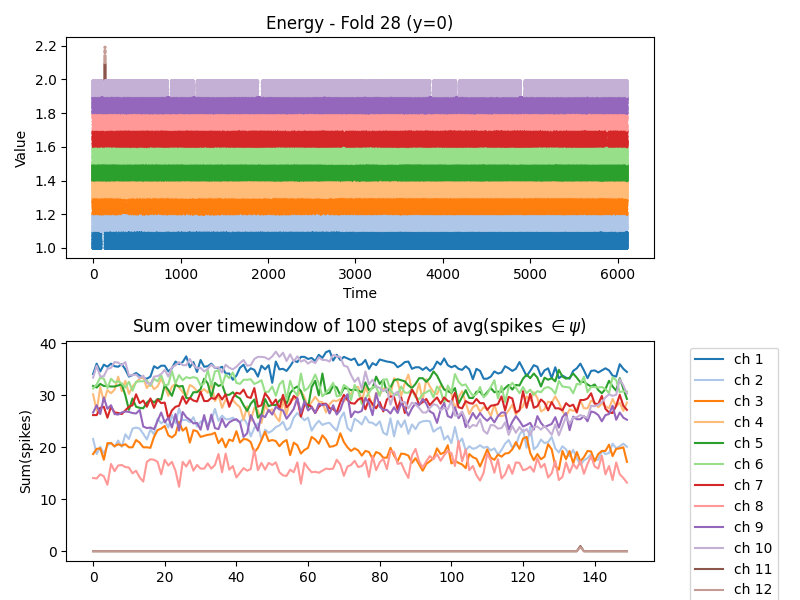 Energy - Fold 28 (y=0)
2.2
2.0
1.8
1.6
1.4
1.2
1.0
Value
0 1000 2000 3000 4000 5000 6000
Time
Sum over timewindow of 100 steps of avg(spikes ∈ψ)
40
30
20
10
0
Sum(spikes)
0 20 40 60 80 100 120 140
ch 1
ch 2
ch 3
ch 4
ch 5
ch 6
ch 7
ch 8
ch 9
ch 10
ch 11
ch 12